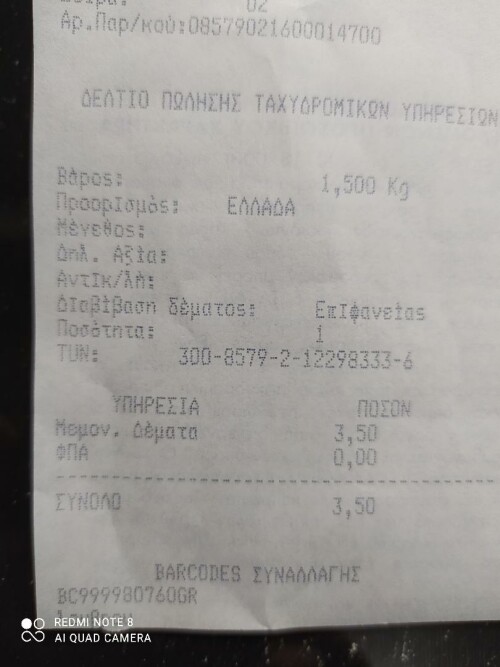 02
Αρ.Παρ/κού:08579021600014700
ΔΕΛΤΙΟ ΠΩΛΗΣΗΣ ΤΑΧΥΔΡΟΜΙΚΩΝ ΥΠΗΡΕΣΙΩΝ
Βάρος: 1,500 Kg
Προορισμός: ΕΛΛΑΔΑ
Μέγεθος:
Δηλ. Αξία:
Αντικ/λή:
Διαβίβαση δέματος: Επιφανείας
Ποσότητα: 1
TUN: 300-8579-2-12298333-6
ΥΠΗΡΕΣΙΑ ΠΟΣΟΝ
Μεμον. Δέματα 3,50
ΦΠΑ 0,00
ΣΥΝΟΛΟ 3,50
BARCODES ΣΥΝΑΛΛΑΓΗΣ
BC999980760GR
REDMI NOTE 8
AI QUAD CAMERA